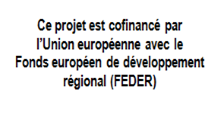 Ce projet est cofinancé par
l'Union européenne avec le
Fonds européen de développement
régional (FEDER)